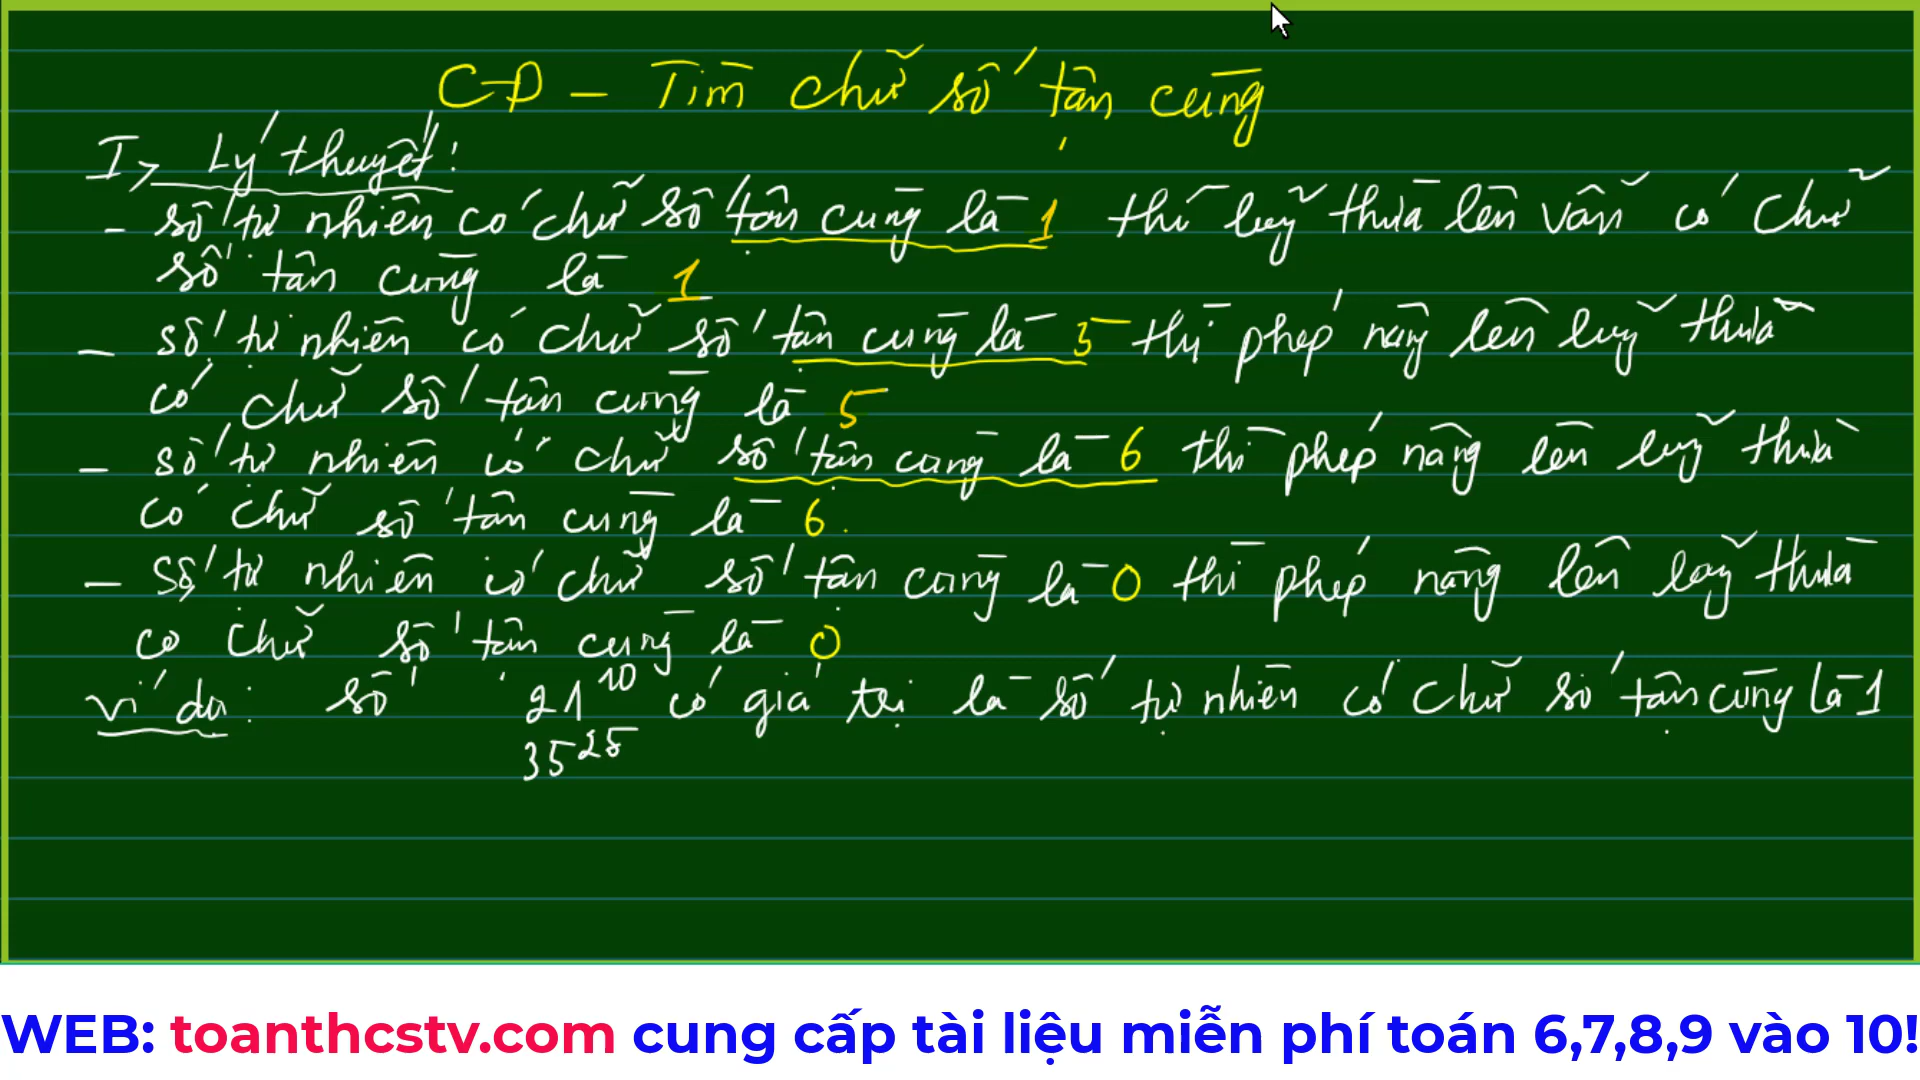 CĐ - Tìm chữ số tận cùng
I, Lý thuyết:
- số tự nhiên có chữ số tận cùng là 1 thì luỹ thừa lên vẫn có chữ
số tận cùng là 1
- số tự nhiên có chữ số tận cùng là 5 thì phép nâng lên luỹ thừa
có chữ số tận cùng là 5
- số tự nhiên có chữ số tận cùng là 6 thì phép nâng lên luỹ thừa
có chữ số tận cùng là 6.
- Số tự nhiên có chữ số tận cùng là 0 thì phép nâng lên luỹ thừa
có chữ số tận cùng là 0
ví dụ: số 21^10 có giá trị là số tự nhiên có chữ số tận cùng là 1
35^25
WEB: toanthcstv.com cung cấp tài liệu miễn phí toán 6,7,8,9 vào 10!